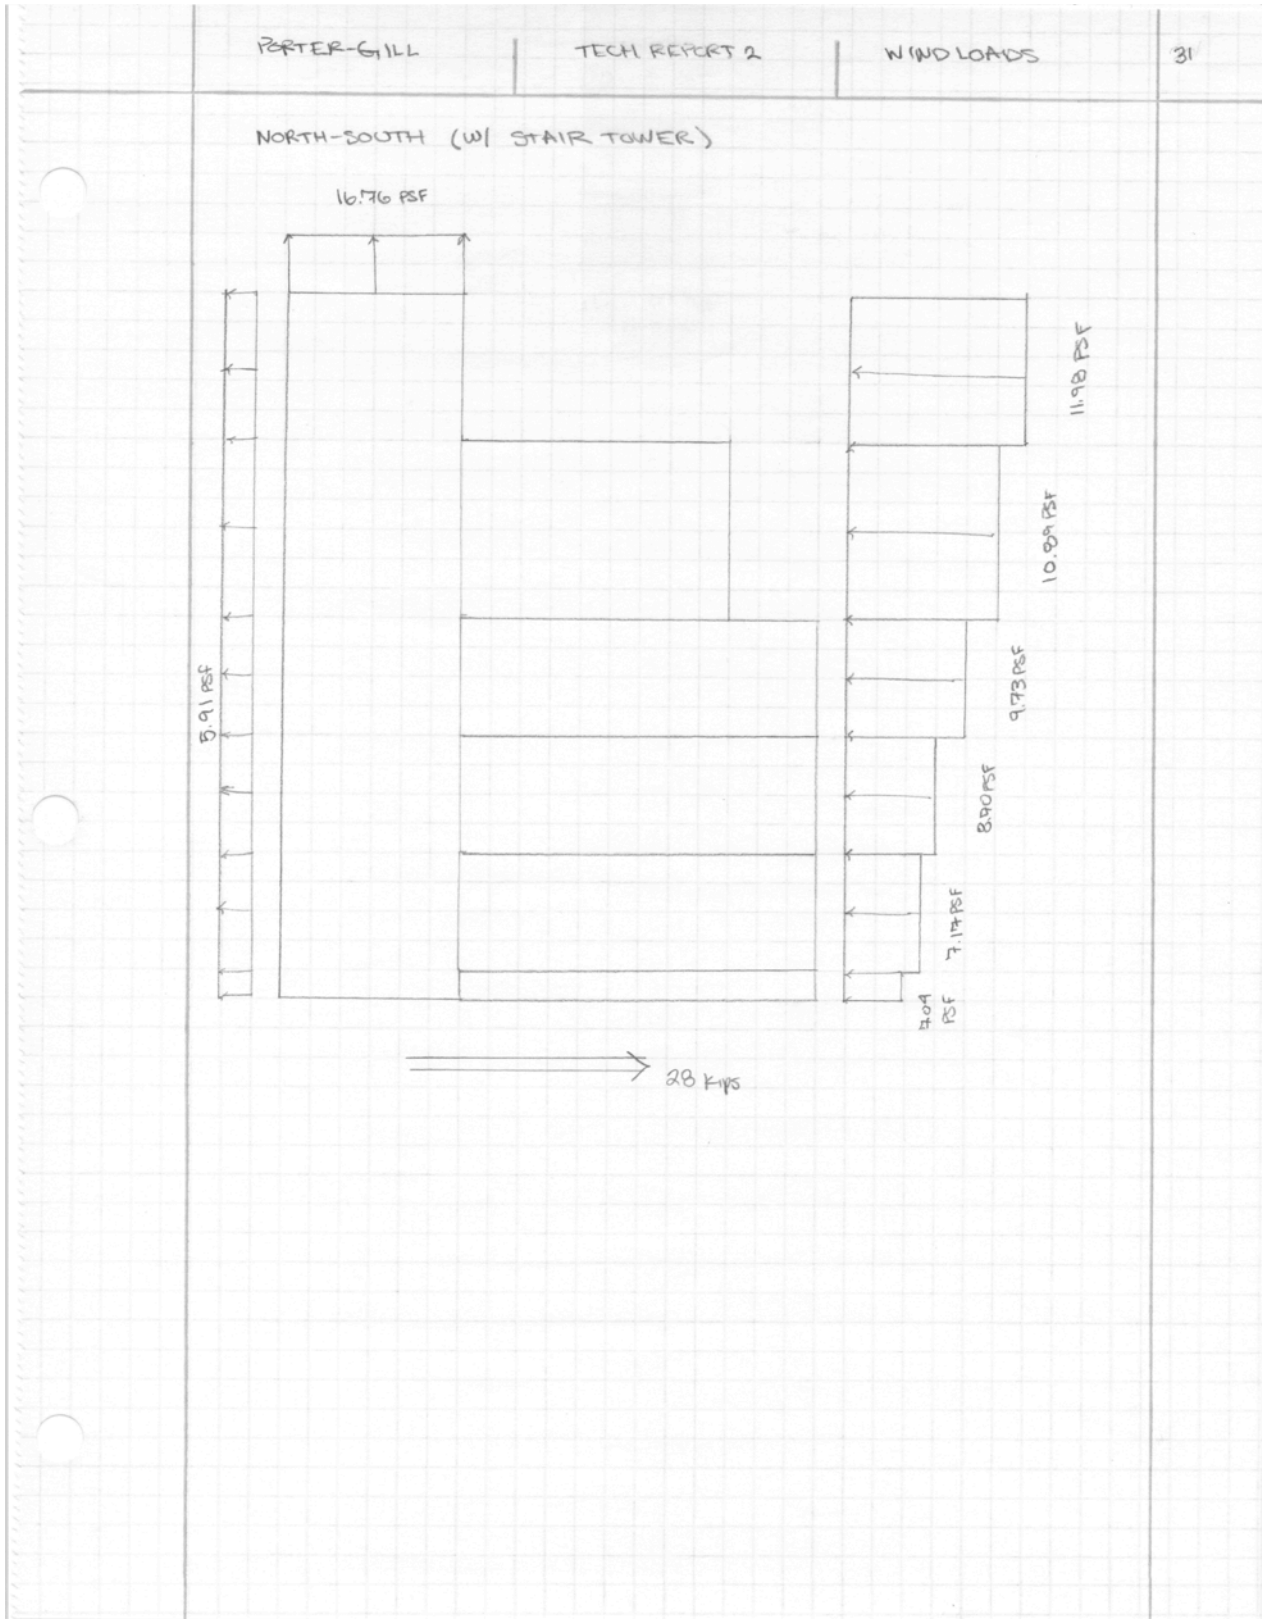 PORTER-GILL
TECH REPORT 2
WIND LOADS
31
NORTH-SOUTH (W/ STAIR TOWER)
16.76 PSF
11.98 PSF
10.89 PSF
9.73 PSF
5.91 PSF
8.90 PSF
7.17 PSF
7.09
PSF
28 Kips